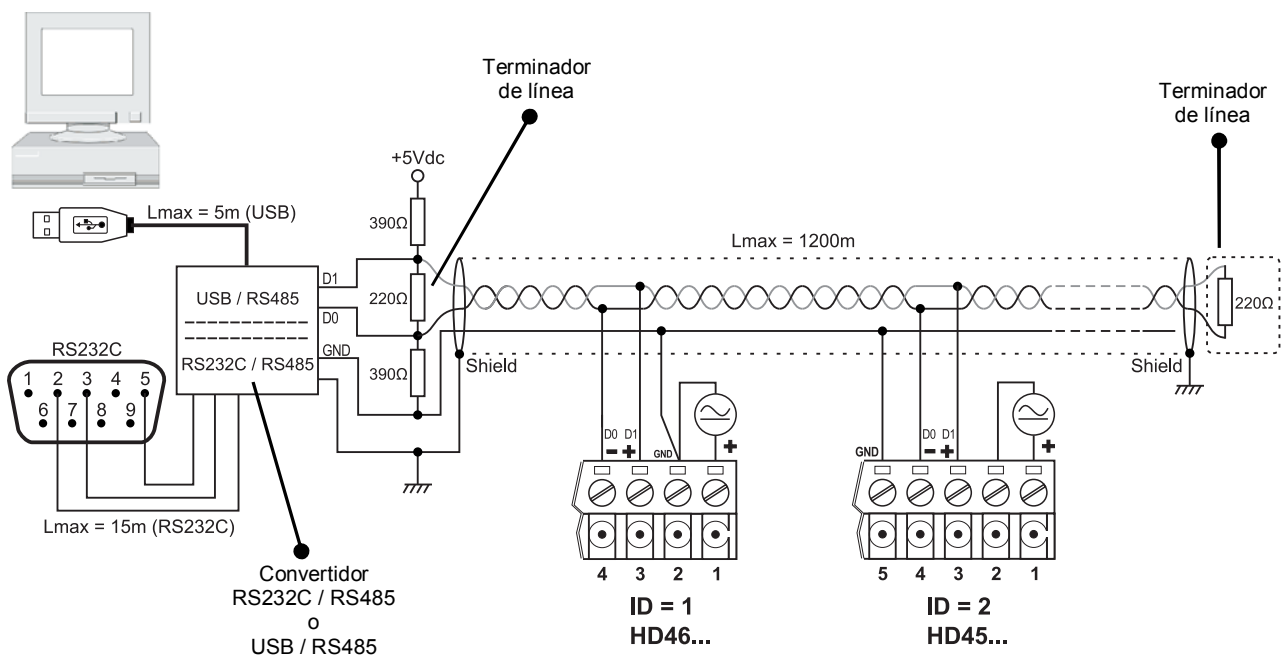 Terminador
de línea
Terminador
de línea
+5Vdc
390Ω
Lmax = 5m (USB)
Lmax = 1200m
D1
USB / RS485
220Ω
220Ω
D0
RS232C
GND
RS232C / RS485
390Ω
Shield
Shield
1 2 3 4 5
6 7 8 9
D0 D1
- +
GND
+
D0 D1
GND
- +
+
Lmax = 15m (RS232C)
4 3 2 1
5 4 3 2 1
Convertidor
RS232C / RS485
o
USB / RS485
ID = 1
HD46...
ID = 2
HD45...